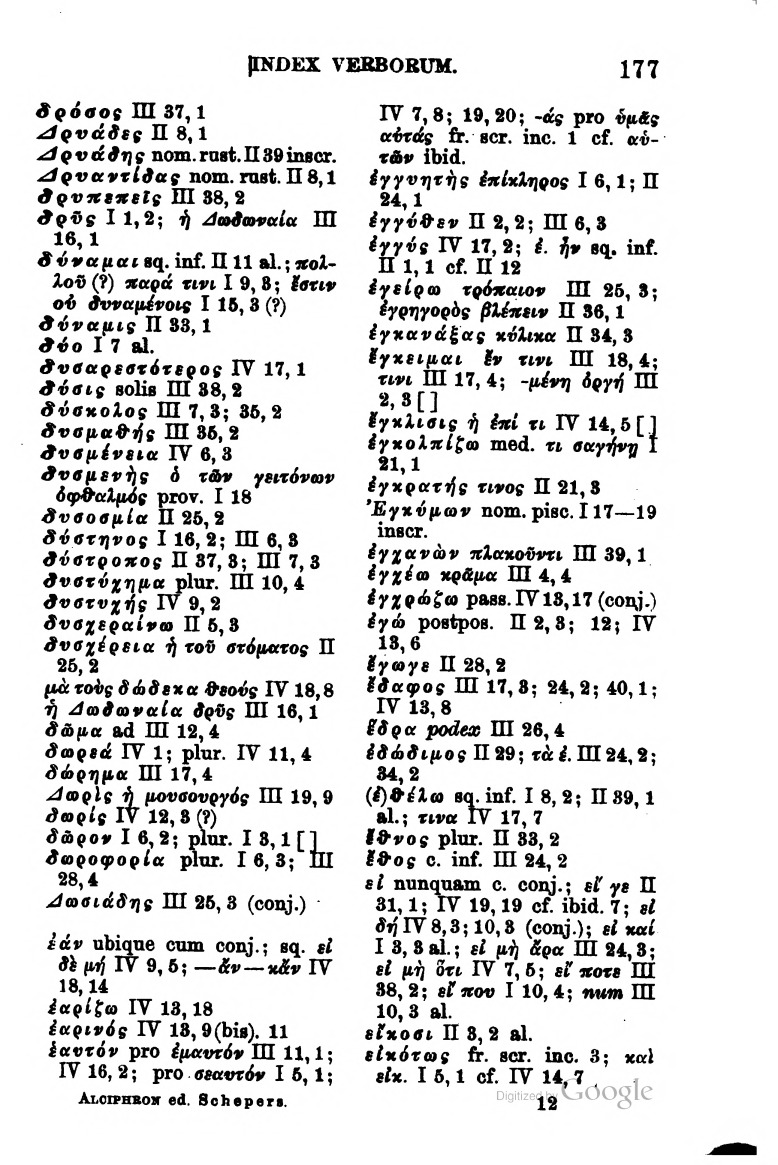 INDEX VERBORUM. 177
δρόσος III 37, 1
Δρυάδες II 8, 1
Δρυάδης nom. rust. II 39 inscr.
Δρυαντίδας nom. rust. II 8, 1
δρυπεπεῖς III 38, 2
δρῦς I 1, 2; ἡ Δωδωναία III
16, 1
δύναμαι sq. inf. II 11 al.; πολ-
λοῦ (?) παρά τινι I 9, 3; ἔστιν
οὐ δυναμένοις I 15, 3 (?)
δύναμις II 33, 1
δύο I 7 al.
δυσαρεστότερος IV 17, 1
δύσις solis III 38, 2
δύσκολος III 7, 3; 35, 2
δυσμαθής III 35, 2
δυσμένεια IV 6, 3
δυσμενὴς ὁ τῶν γειτόνων
ὀφθαλμός prov. I 18
δυσοσμία II 25, 2
δύστηνος I 16, 2; III 6, 3
δύστροπος II 37, 3; III 7, 3
δυστύχημα plur. III 10, 4
δυστυχής IV 9, 2
δυσχεραίνω II 5, 3
δυσχέρεια ἡ τοῦ στόματος II
25, 2
μὰ τοὺς δώδεκα θεούς IV 18, 8
ἡ Δωδωναία δρῦς III 16, 1
δῶμα ad III 12, 4
δωρεά IV 1; plur. IV 11, 4
δώρημα III 17, 4
Δωρὶς ἡ μουσουργός III 19, 9
δωρίς IV 12, 3 (?)
δῶρον I 6, 2; plur. I 3, 1 [ ]
δωροφορία plur. I 6, 3; III
28, 4
Δωσιάδης III 25, 3 (conj.)
ἐάν ubique cum conj.; sq. εἰ
δὲ μή IV 9, 5; —ἄν—κἄν IV
18, 14
ἐαρίζω IV 13, 18
ἐαρινός IV 13, 9 (bis). 11
ἑαυτόν pro ἐμαυτόν III 11, 1;
IV 16, 2; pro σεαυτόν I 5, 1;
IV 7, 8; 19, 20; -άς pro ὑμᾶς
αὐτάς fr. scr. inc. 1 cf. αὐ-
τῶν ibid.
ἐγγυητὴς ἐπίκληρος I 6, 1; II
24, 1
ἐγγύθεν II 2, 2; III 6, 3
ἐγγύς IV 17, 2; ἐ. ἦν sq. inf.
II 1, 1 cf. II 12
ἐγείρω τρόπαιον III 25, 3;
ἐγρηγορὸς βλέπειν II 36, 1
ἐγκανάξας κύλικα II 34, 3
ἔγκειμαι ἔν τινι III 18, 4;
τινι III 17, 4; -μένη ὀργή III
2, 3 [ ]
ἔγκλισις ἡ ἐπί τι IV 14, 5 [ ]
ἐγκολπίζω med. τι σαγήνῃ I
21, 1
ἐγκρατής τινος II 21, 3
Ἐγκύμων nom. pisc. I 17—19
inscr.
ἐγχανὼν πλακοῦντι III 39, 1
ἐγχέω κρᾶμα III 4, 4
ἐγχρώζω pass. IV 13, 17 (conj.)
ἐγώ postpos. II 2, 3; 12; IV
13, 6
ἔγωγε II 28, 2
ἔδαφος III 17, 3; 24, 2; 40, 1;
IV 13, 8
ἕδρα podex III 26, 4
ἐδώδιμος II 29; τὰ ἐ. III 24, 2;
34, 2
(ἐ)θέλω sq. inf. I 8, 2; II 39, 1
al.; τινα IV 17, 7
ἔθνος plur. II 33, 2
ἔθος c. inf. III 24, 2
εἰ nunquam c. conj.; εἴ γε II
31, 1; IV 19, 19 cf. ibid. 7; εἰ
δή IV 8, 3; 10, 3 (conj.); εἰ καί
I 3, 3 al.; εἰ μὴ ἄρα III 24, 3;
εἰ μὴ ὅτι IV 7, 5; εἴ ποτε III
38, 2; εἴ που I 10, 4; num III
10, 3 al.
εἴκοσι II 3, 2 al.
εἰκότως fr. scr. inc. 3; καὶ
εἰκ. I 5, 1 cf. IV 14, 7
ALCIPHRON ed. Schepers. 12
Digitized by Google